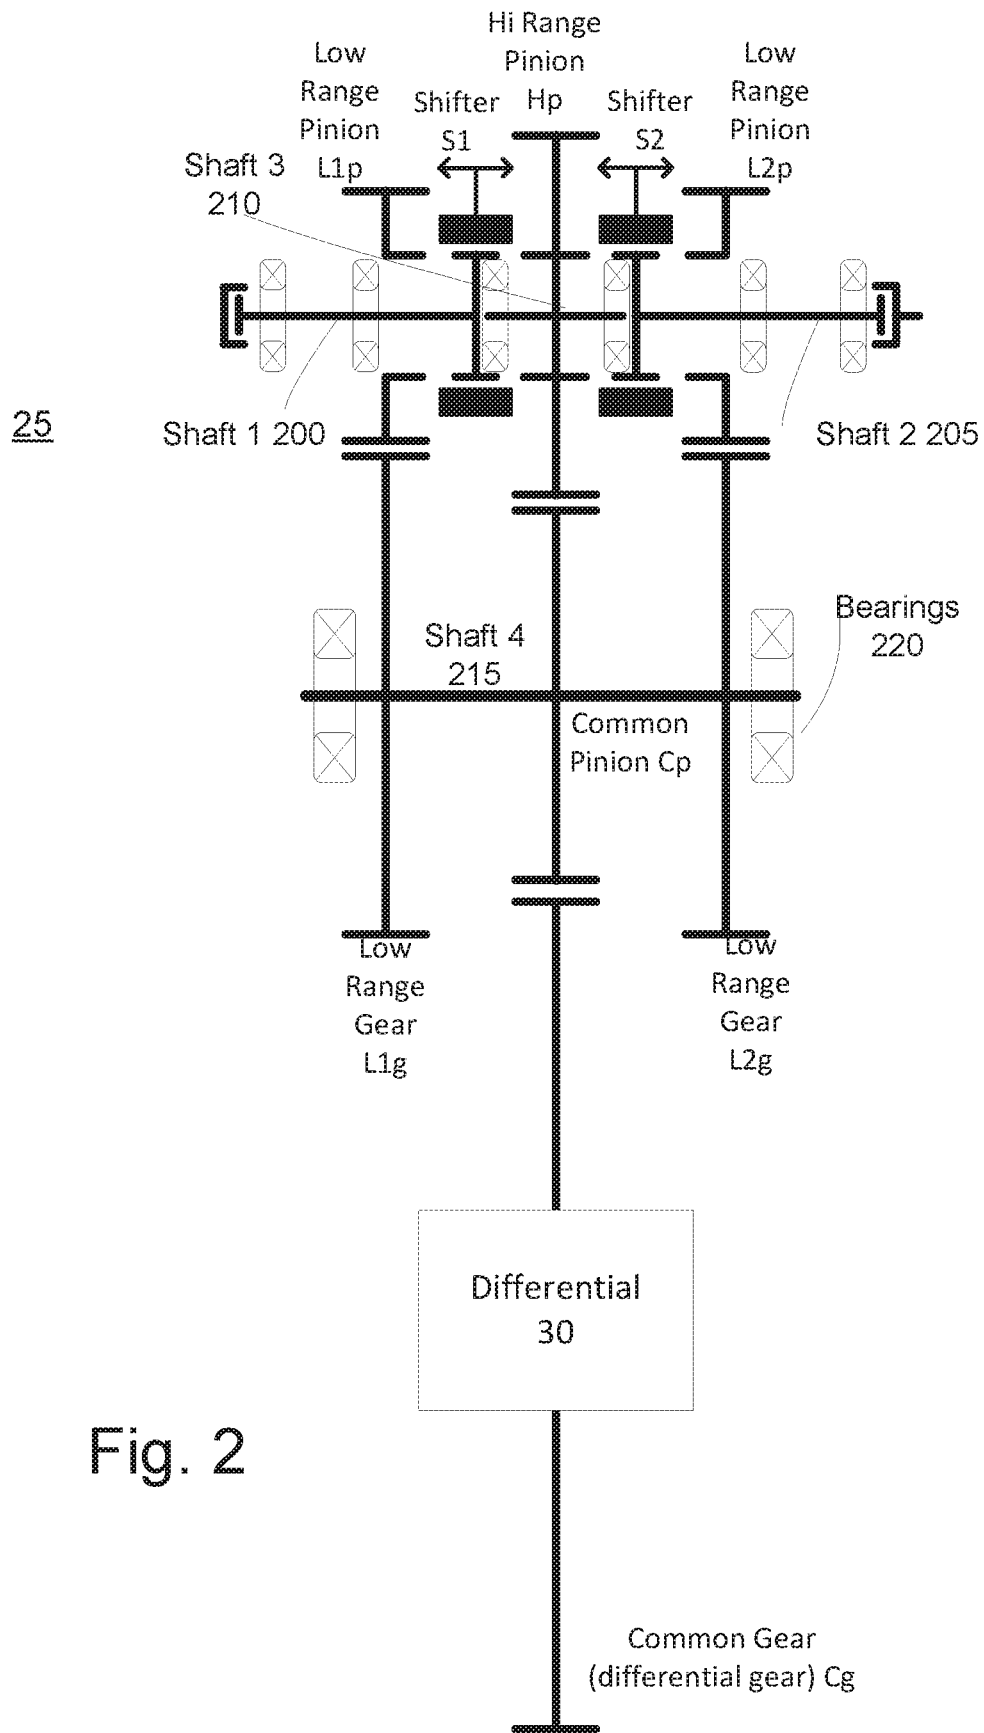 Hi Range
Pinion
Hp
Low
Range
Pinion
L1p
Shifter
S1
Shifter
S2
Low
Range
Pinion
L2p
Shaft 3
210
25
Shaft 1 200
Shaft 2 205
Shaft 4
215
Bearings
220
Common
Pinion Cp
Low
Range
Gear
L1g
Low
Range
Gear
L2g
Differential
30
Fig. 2
Common Gear
(differential gear) Cg